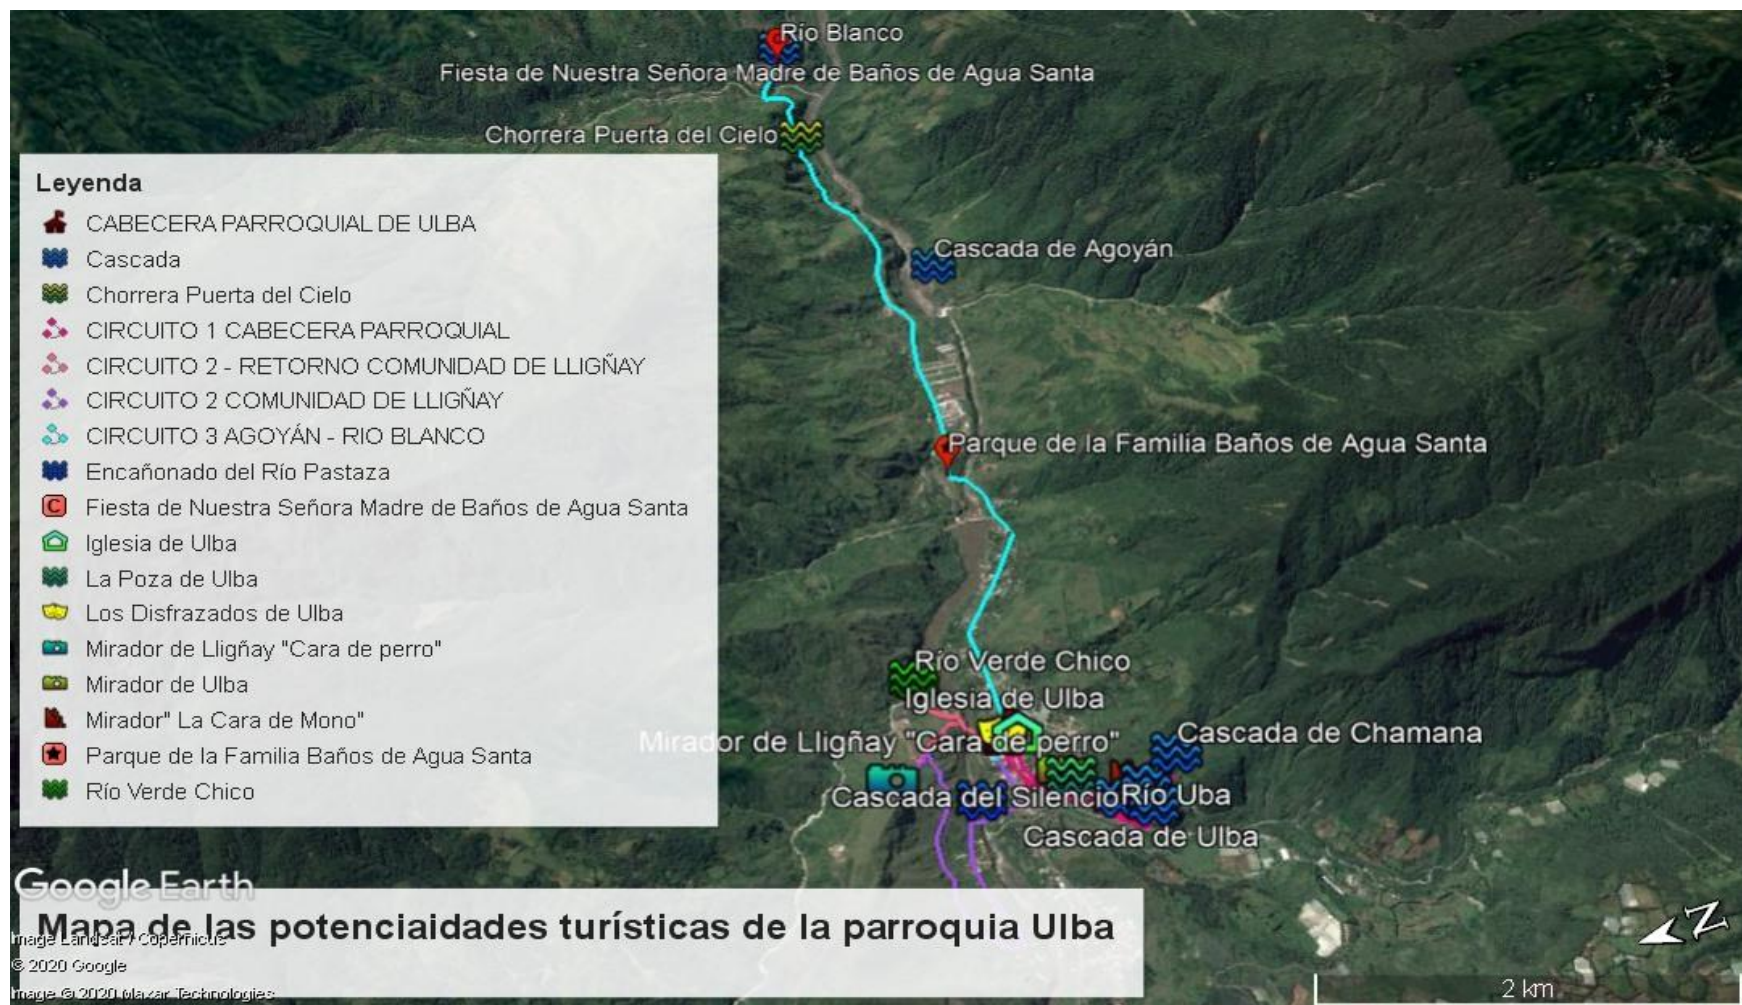 Río Blanco
Fiesta de Nuestra Señora Madre de Baños de Agua Santa
Chorrera Puerta del Cielo
Leyenda
CABECERA PARROQUIAL DE ULBA
Cascada
Chorrera Puerta del Cielo
CIRCUITO 1 CABECERA PARROQUIAL
CIRCUITO 2 - RETORNO COMUNIDAD DE LLIGÑAY
CIRCUITO 2 COMUNIDAD DE LLIGÑAY
CIRCUITO 3 AGOYÁN - RIO BLANCO
Encañonado del Río Pastaza
C Fiesta de Nuestra Señora Madre de Baños de Agua Santa
Iglesia de Ulba
La Poza de Ulba
Los Disfrazados de Ulba
Mirador de Lligñay "Cara de perro"
Mirador de Ulba
Mirador" La Cara de Mono"
Parque de la Familia Baños de Agua Santa
Río Verde Chico
Cascada de Agoyán
Parque de la Familia Baños de Agua Santa
Río Verde Chico
Iglesia de Ulba
Cascada de Chamana
Mirador de Lligñay "Cara de perro"
Cascada del Silencio
Río Uba
Cascada de Ulba
Google Earth
Mapa de las potenciaidades turísticas de la parroquia Ulba
Image Landsat / Copernicus
© 2020 Google
Image © 2020 Maxar Technologies
N
2 km